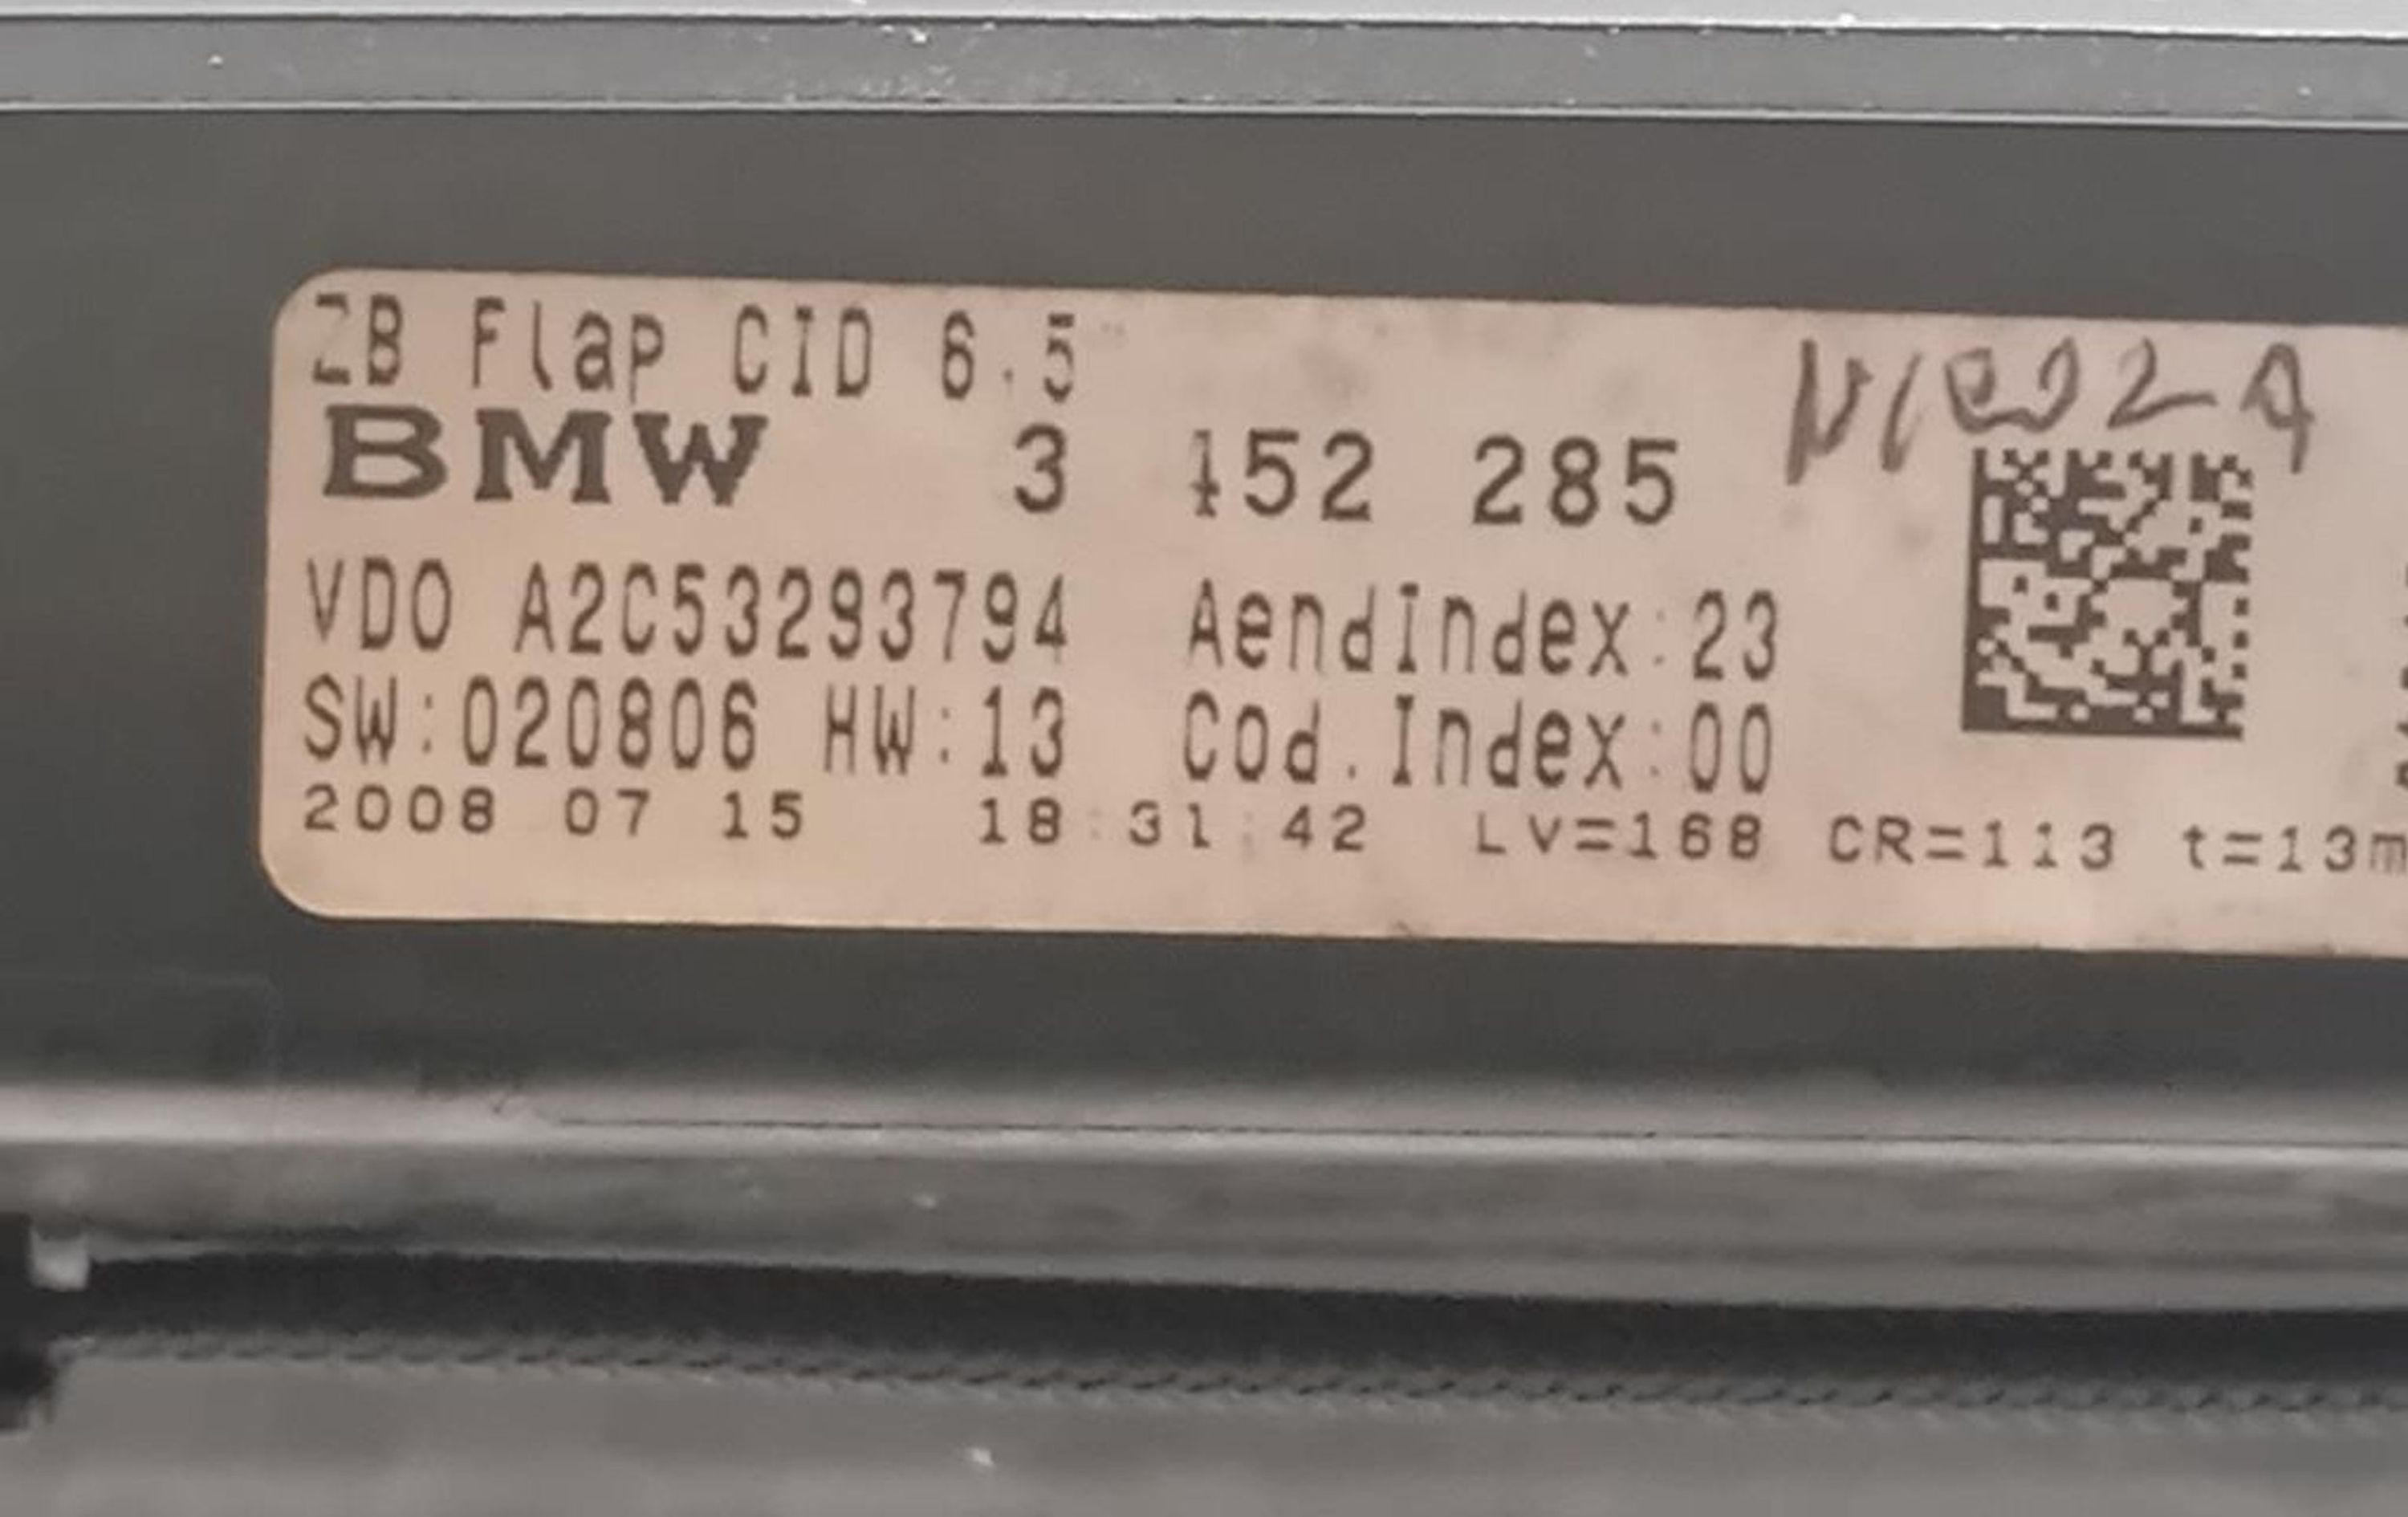 ZB Flap CID 6.5"
BMW 3 452 285
VDO A2C53293794 AendIndex:23
SW:020806 HW:13 Cod.Index:00
2008 07 15 18:31:42 LV=168 CR=113 t=13m